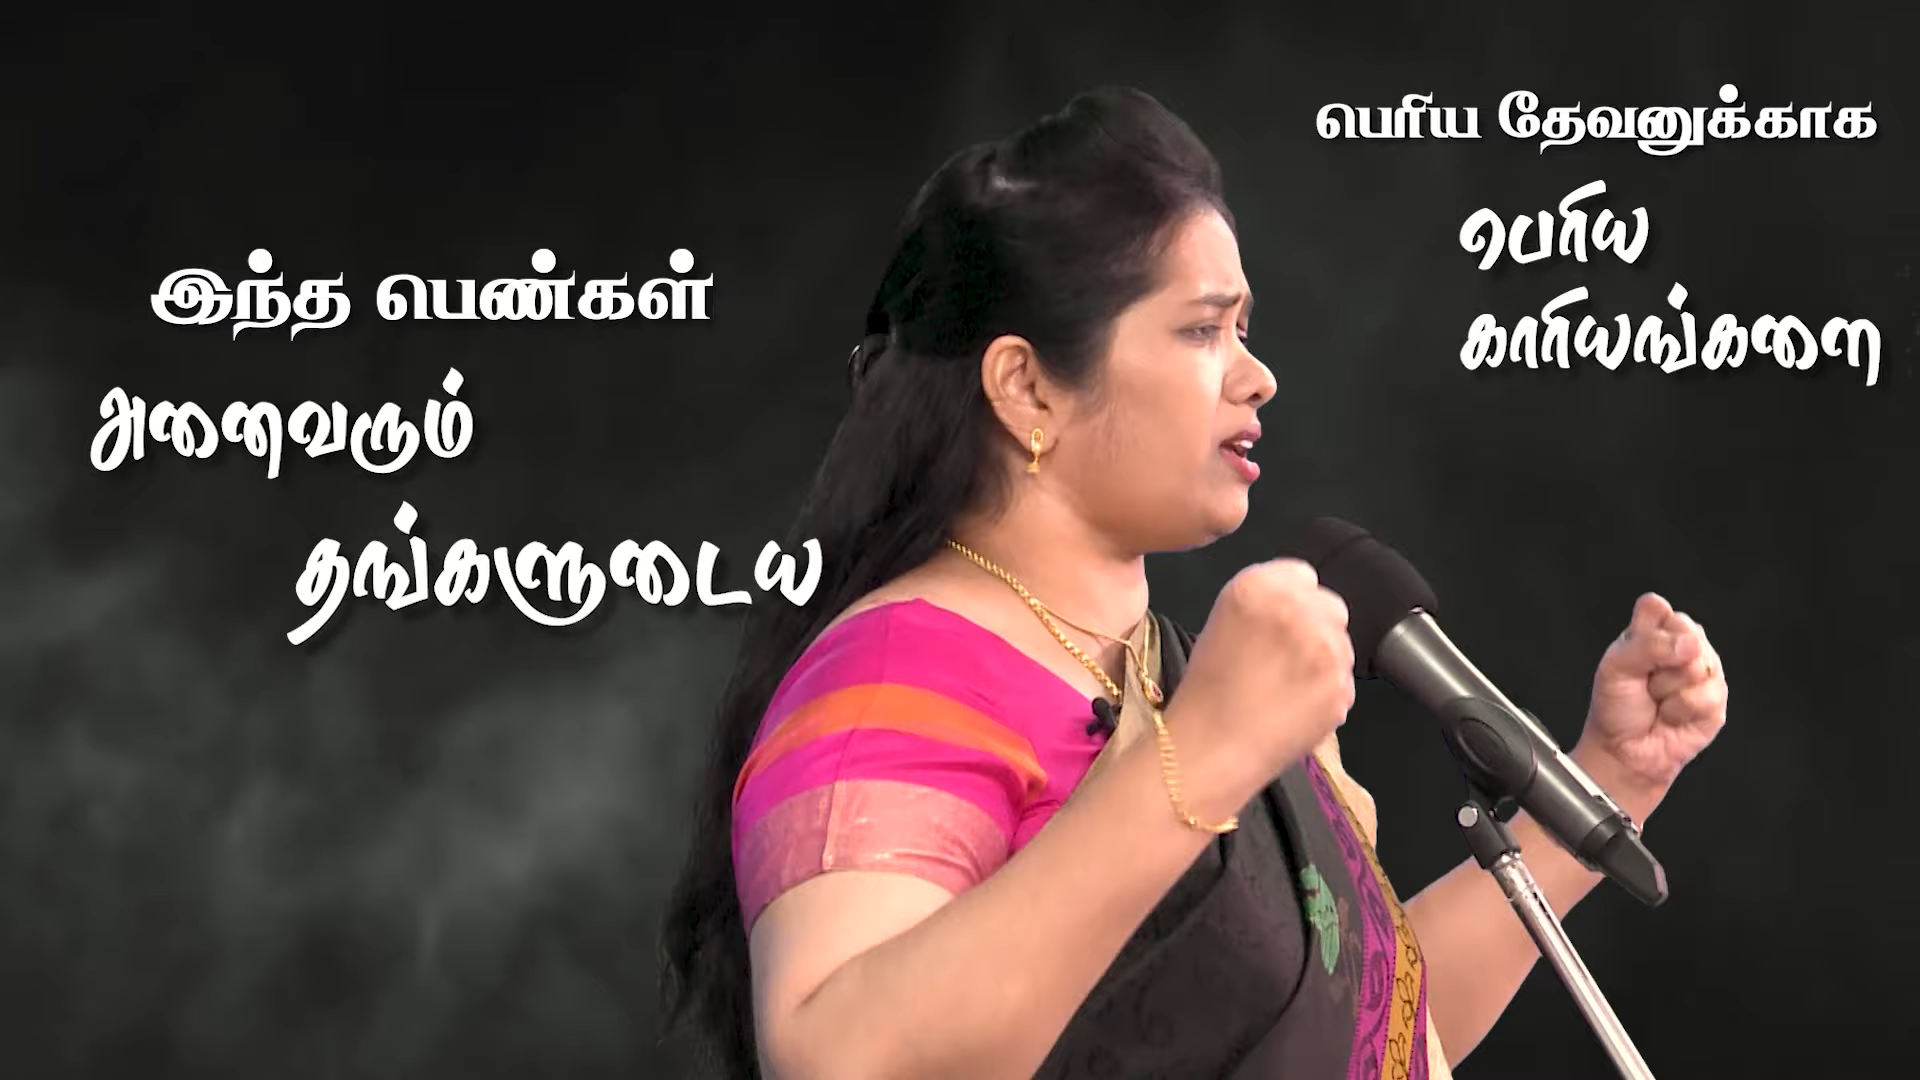 இந்த பெண்கள்
அனைவரும்
தங்களுடைய
பெரிய தேவனுக்காக
பெரிய
காரியங்களை